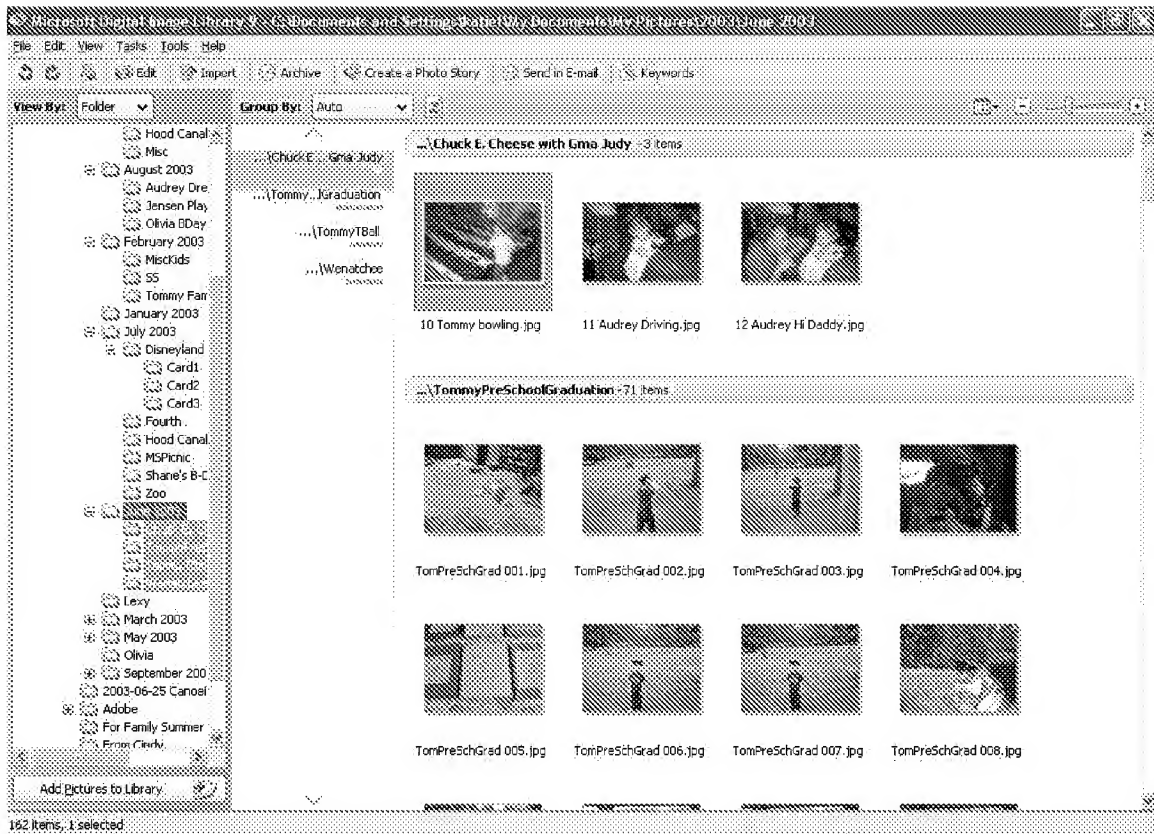 Microsoft Digital Image Library 9 - C:\Documents and Settings\katiel\My Documents\My Pictures\2003\June 2003
File Edit View Tasks Tools Help
Edit Import Archive Create a Photo Story Send in E-mail Keywords
View By: Folder Group By: Auto
Hood Canal
Misc
August 2003
Audrey Dre
Jensen Play
Olivia BDay
February 2003
MiscKids
SS
Tommy Fam
January 2003
July 2003
Disneyland
Card1
Card2
Card3
Fourth
Hood Canal
MSPicnic
Shane's B-D
Zoo
June 2003
Lexy
March 2003
May 2003
Olivia
September 200
2003-06-25 Canoei
Adobe
For Family Summer
From Cindy
Add Pictures to Library
...\Chuck E... Gma Judy
...\Tommy...lGraduation
...\TommyTBall
...\Wenatchee
...\Chuck E. Cheese with Gma Judy - 3 items
10 Tommy bowling.jpg 11 Audrey Driving.jpg 12 Audrey Hi Daddy.jpg
...\TommyPreSchoolGraduation - 71 items
TomPreSchGrad 001.jpg TomPreSchGrad 002.jpg TomPreSchGrad 003.jpg TomPreSchGrad 004.jpg
TomPreSchGrad 005.jpg TomPreSchGrad 006.jpg TomPreSchGrad 007.jpg TomPreSchGrad 008.jpg
162 items, 1 selected